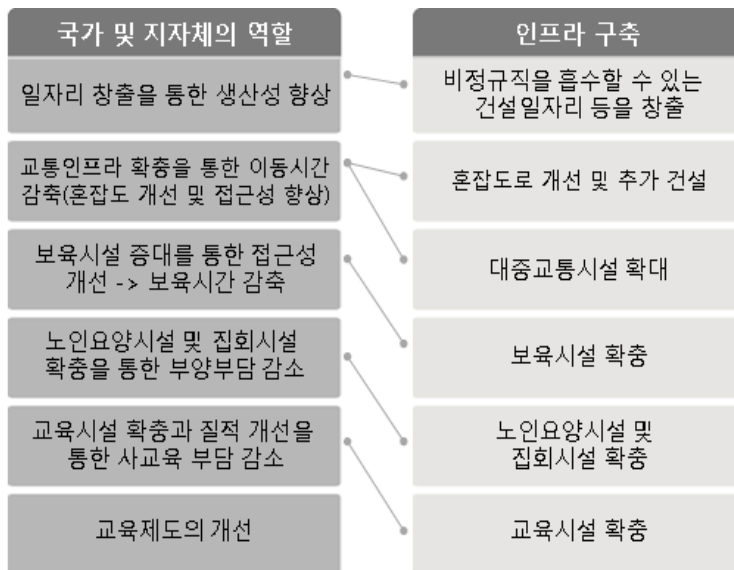 국가 및 지자체의 역할
인프라 구축
일자리 창출을 통한 생산성 향상
비정규직을 흡수할 수 있는
건설일자리 등을 창출
교통인프라 확충을 통한 이동시간
감축(혼잡도 개선 및 접근성 향상)
혼잡도로 개선 및 추가 건설
보육시설 증대를 통한 접근성
개선 -> 보육시간 감축
대중교통시설 확대
노인요양시설 및 집회시설
확충을 통한 부양부담 감소
보육시설 확충
교육시설 확충과 질적 개선을
통한 사교육 부담 감소
노인요양시설 및
집회시설 확충
교육제도의 개선
교육시설 확충